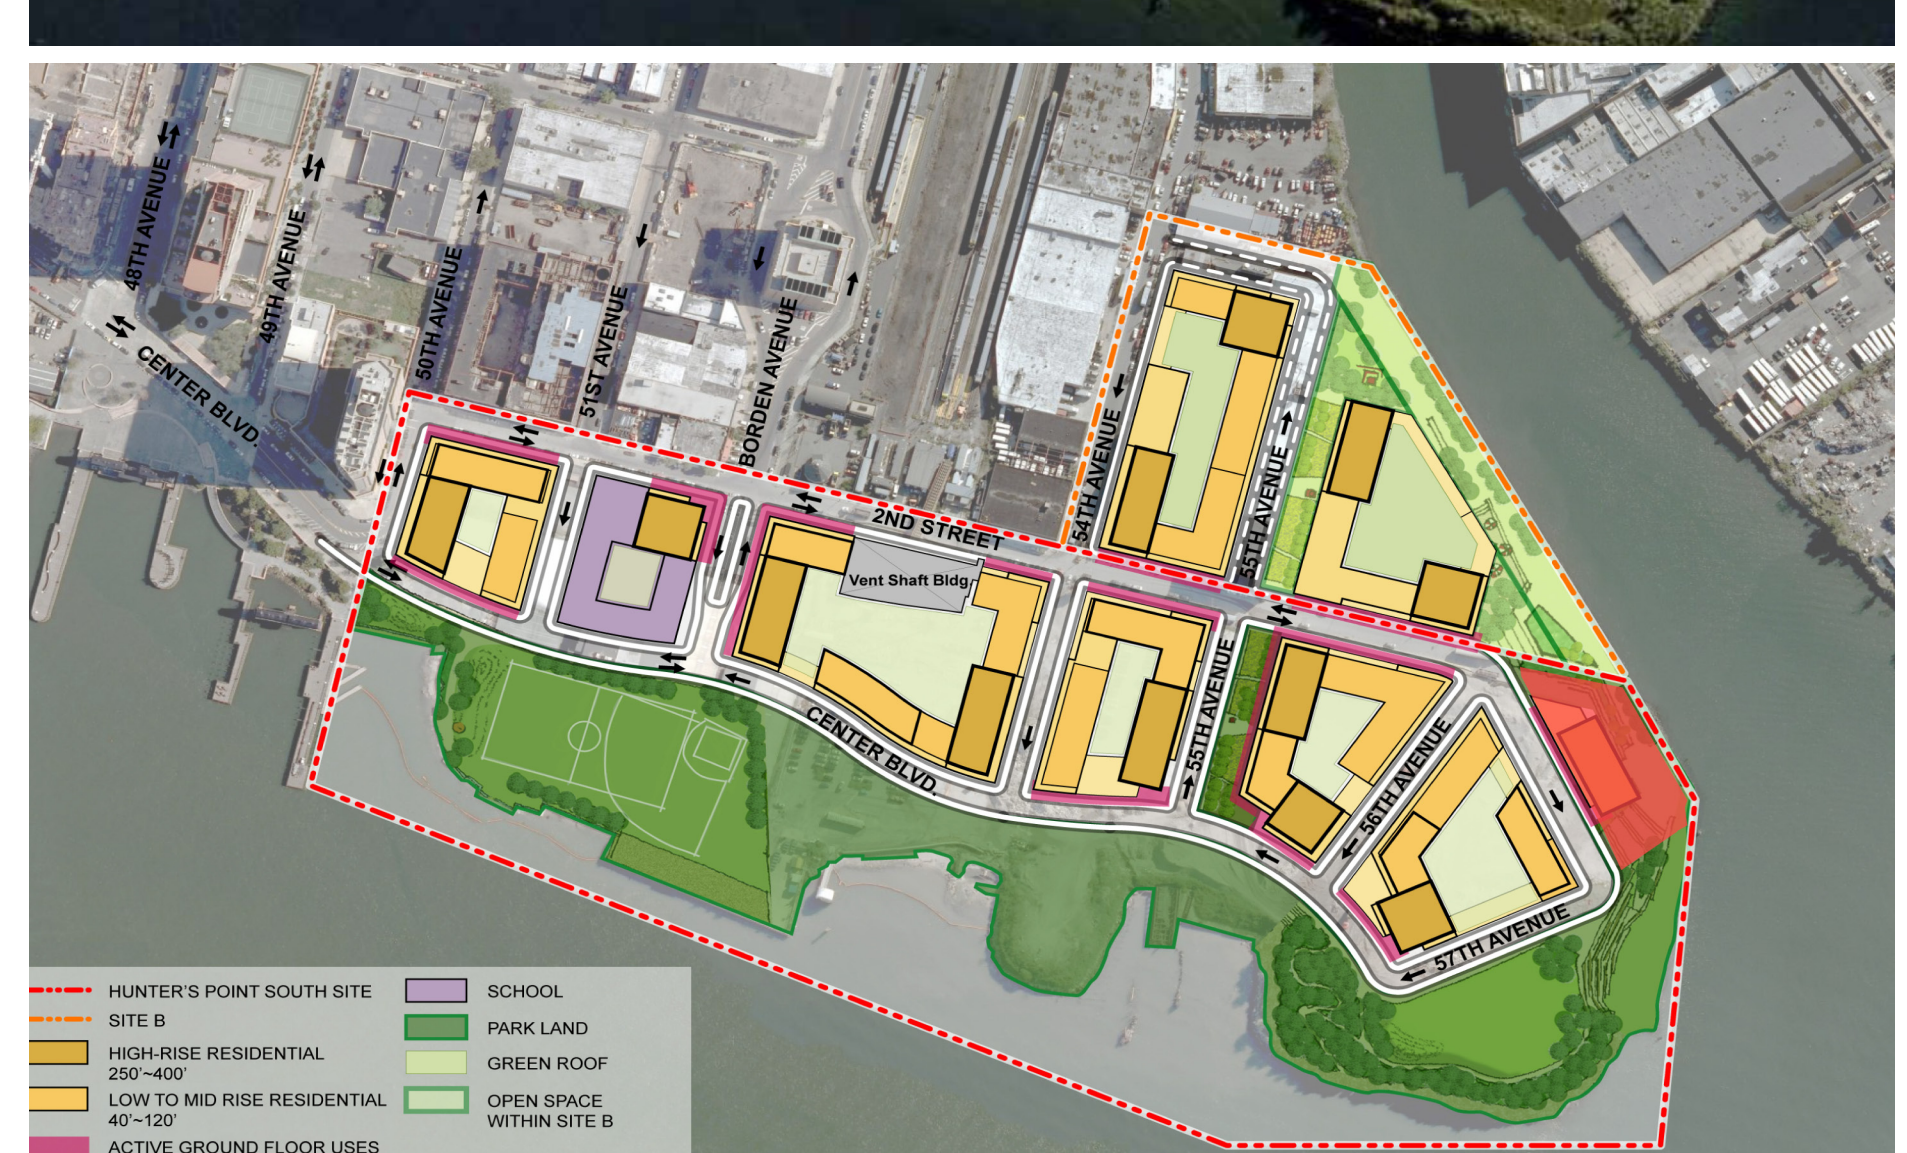 48TH AVENUE
49TH AVENUE
50TH AVENUE
51ST AVENUE
BORDEN AVENUE
CENTER BLVD.
2ND STREET
54TH AVENUE
55TH AVENUE
Vent Shaft Bldg.
CENTER BLVD.
55TH AVENUE
56TH AVENUE
57TH AVENUE
HUNTER'S POINT SOUTH SITE
SITE B
HIGH-RISE RESIDENTIAL
250'~400'
LOW TO MID RISE RESIDENTIAL
40'~120'
ACTIVE GROUND FLOOR USES
SCHOOL
PARK LAND
GREEN ROOF
OPEN SPACE
WITHIN SITE B